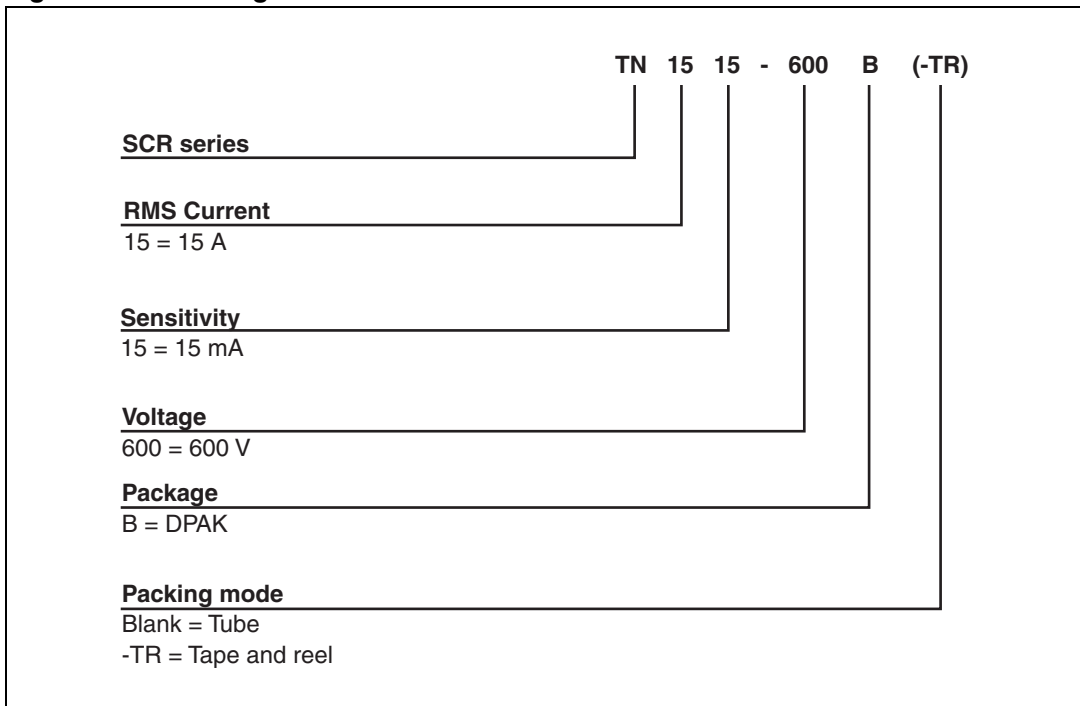 TN 15 15 - 600 B (-TR)
SCR series
RMS Current
15 = 15 A
Sensitivity
15 = 15 mA
Voltage
600 = 600 V
Package
B = DPAK
Packing mode
Blank = Tube
-TR = Tape and reel